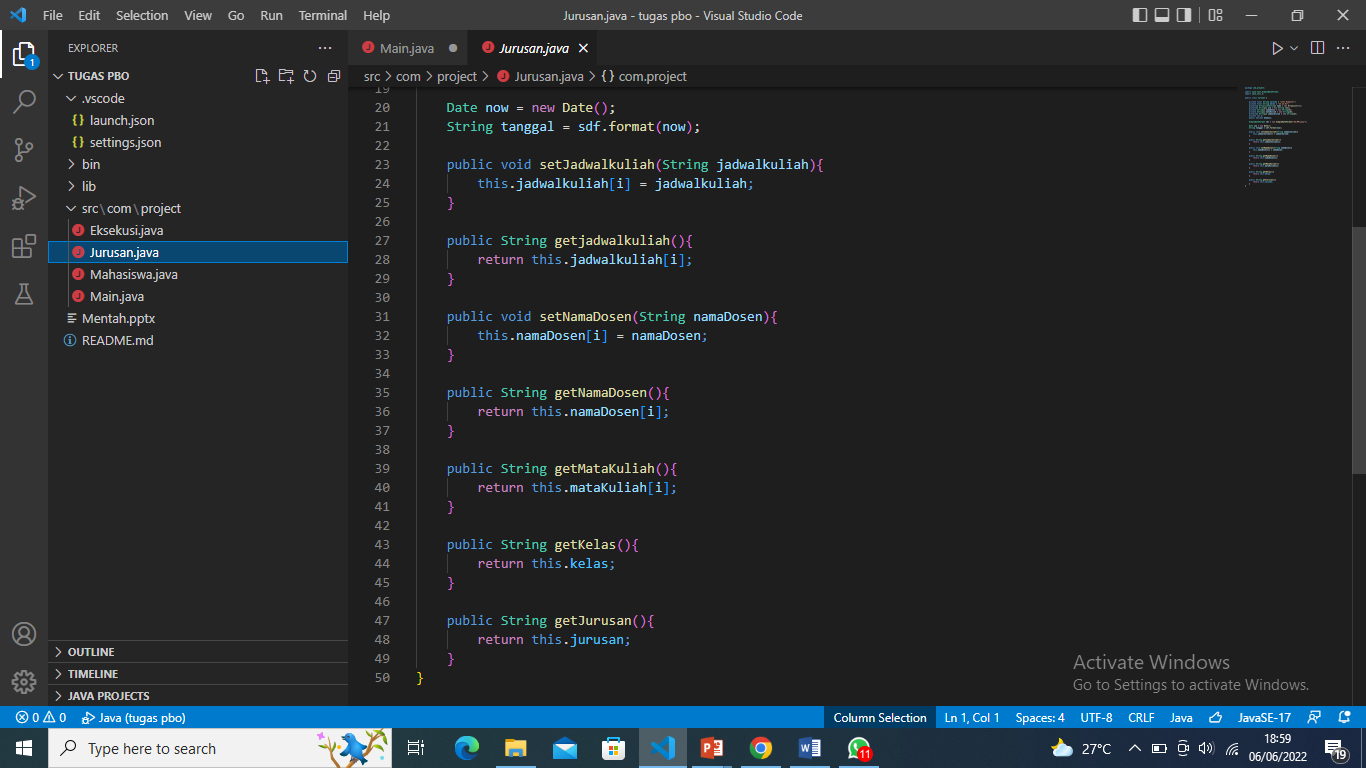 File Edit Selection View Go Run Terminal Help
Jurusan.java - tugas pbo - Visual Studio Code
EXPLORER
TUGAS PBO
.vscode
{} launch.json
{} settings.json
bin
lib
src\com\project
Eksekusi.java
Jurusan.java
Mahasiswa.java
Main.java
Mentah.pptx
README.md
OUTLINE
TIMELINE
JAVA PROJECTS
1
Main.java
Jurusan.java
src > com > project > Jurusan.java > {} com.project
19
20 Date now = new Date();
21 String tanggal = sdf.format(now);
22
23 public void setJadwalkuliah(String jadwalkuliah){
24 this.jadwalkuliah[i] = jadwalkuliah;
25 }
26
27 public String getjadwalkuliah(){
28 return this.jadwalkuliah[i];
29 }
30
31 public void setNamaDosen(String namaDosen){
32 this.namaDosen[i] = namaDosen;
33 }
34
35 public String getNamaDosen(){
36 return this.namaDosen[i];
37 }
38
39 public String getMataKuliah(){
40 return this.mataKuliah[i];
41 }
42
43 public String getKelas(){
44 return this.kelas;
45 }
46
47 public String getJurusan(){
48 return this.jurusan;
49 }
50 }
Activate Windows
Go to Settings to activate Windows.
0 0 Java (tugas pbo)
Column Selection Ln 1, Col 1 Spaces: 4 UTF-8 CRLF Java JavaSE-17
Type here to search
11
27°C
18:59
06/06/2022
19